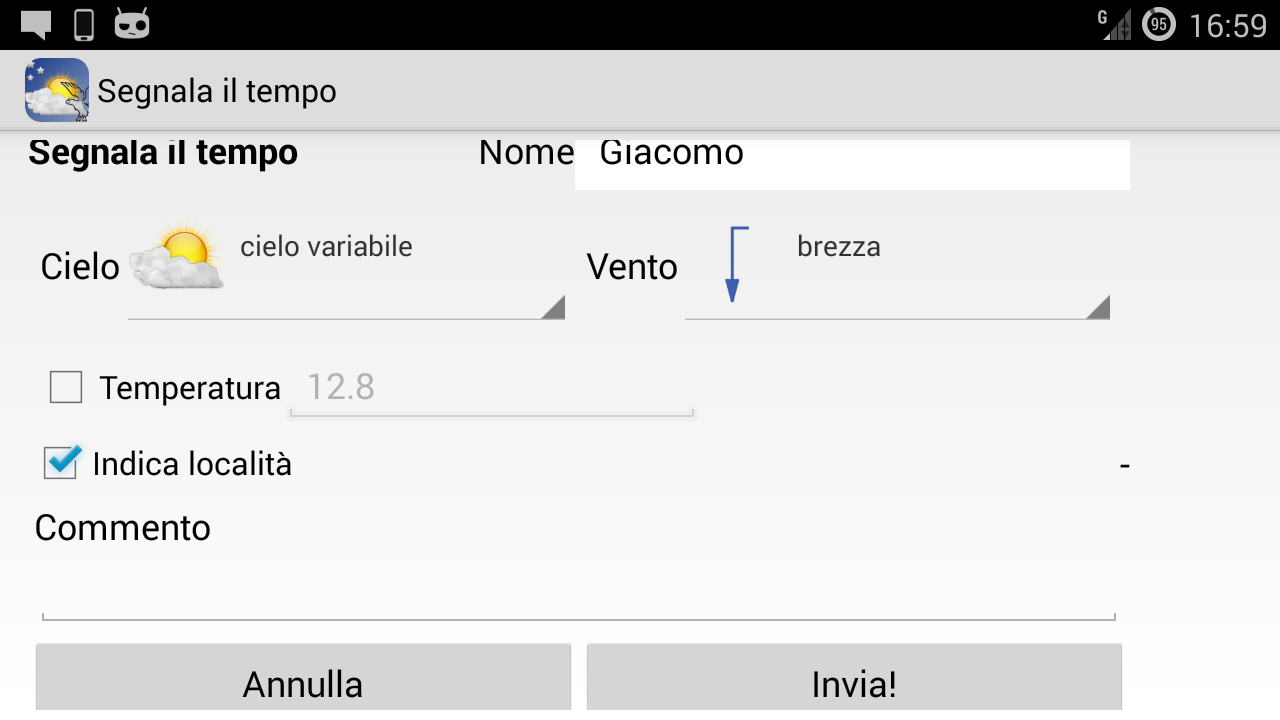 G 95 16:59
Segnala il tempo
Segnala il tempo Nome Giacomo
Cielo cielo variabile Vento brezza
Temperatura 12.8
Indica località -
Commento
Annulla Invia!